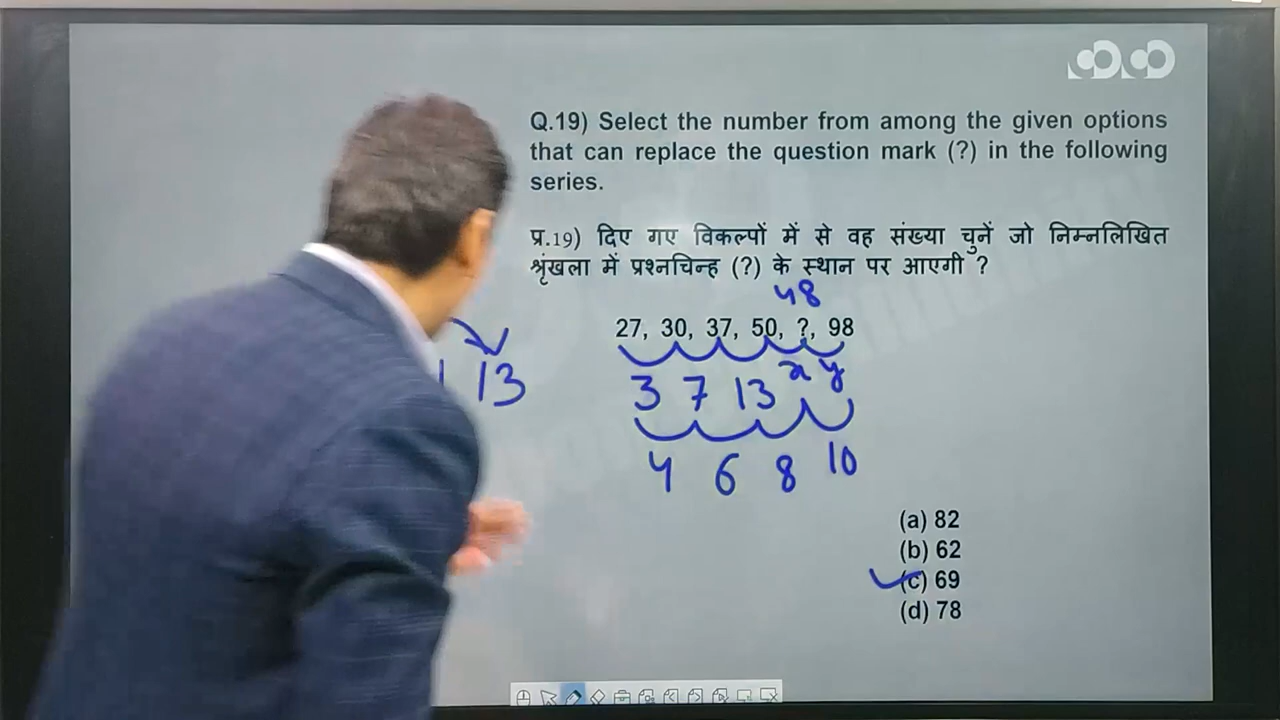 Q.19) Select the number from among the given options
that can replace the question mark (?) in the following
series.
प्र.19) दिए गए विकल्पों में से वह संख्या चुनें जो निम्नलिखित
श्रृंखला में प्रश्नचिन्ह (?) के स्थान पर आएगी ?
48
27, 30, 37, 50, ?, 98
3 7 13 x y
13
4 6 8 10
(a) 82
(b) 62
(c) 69
(d) 78